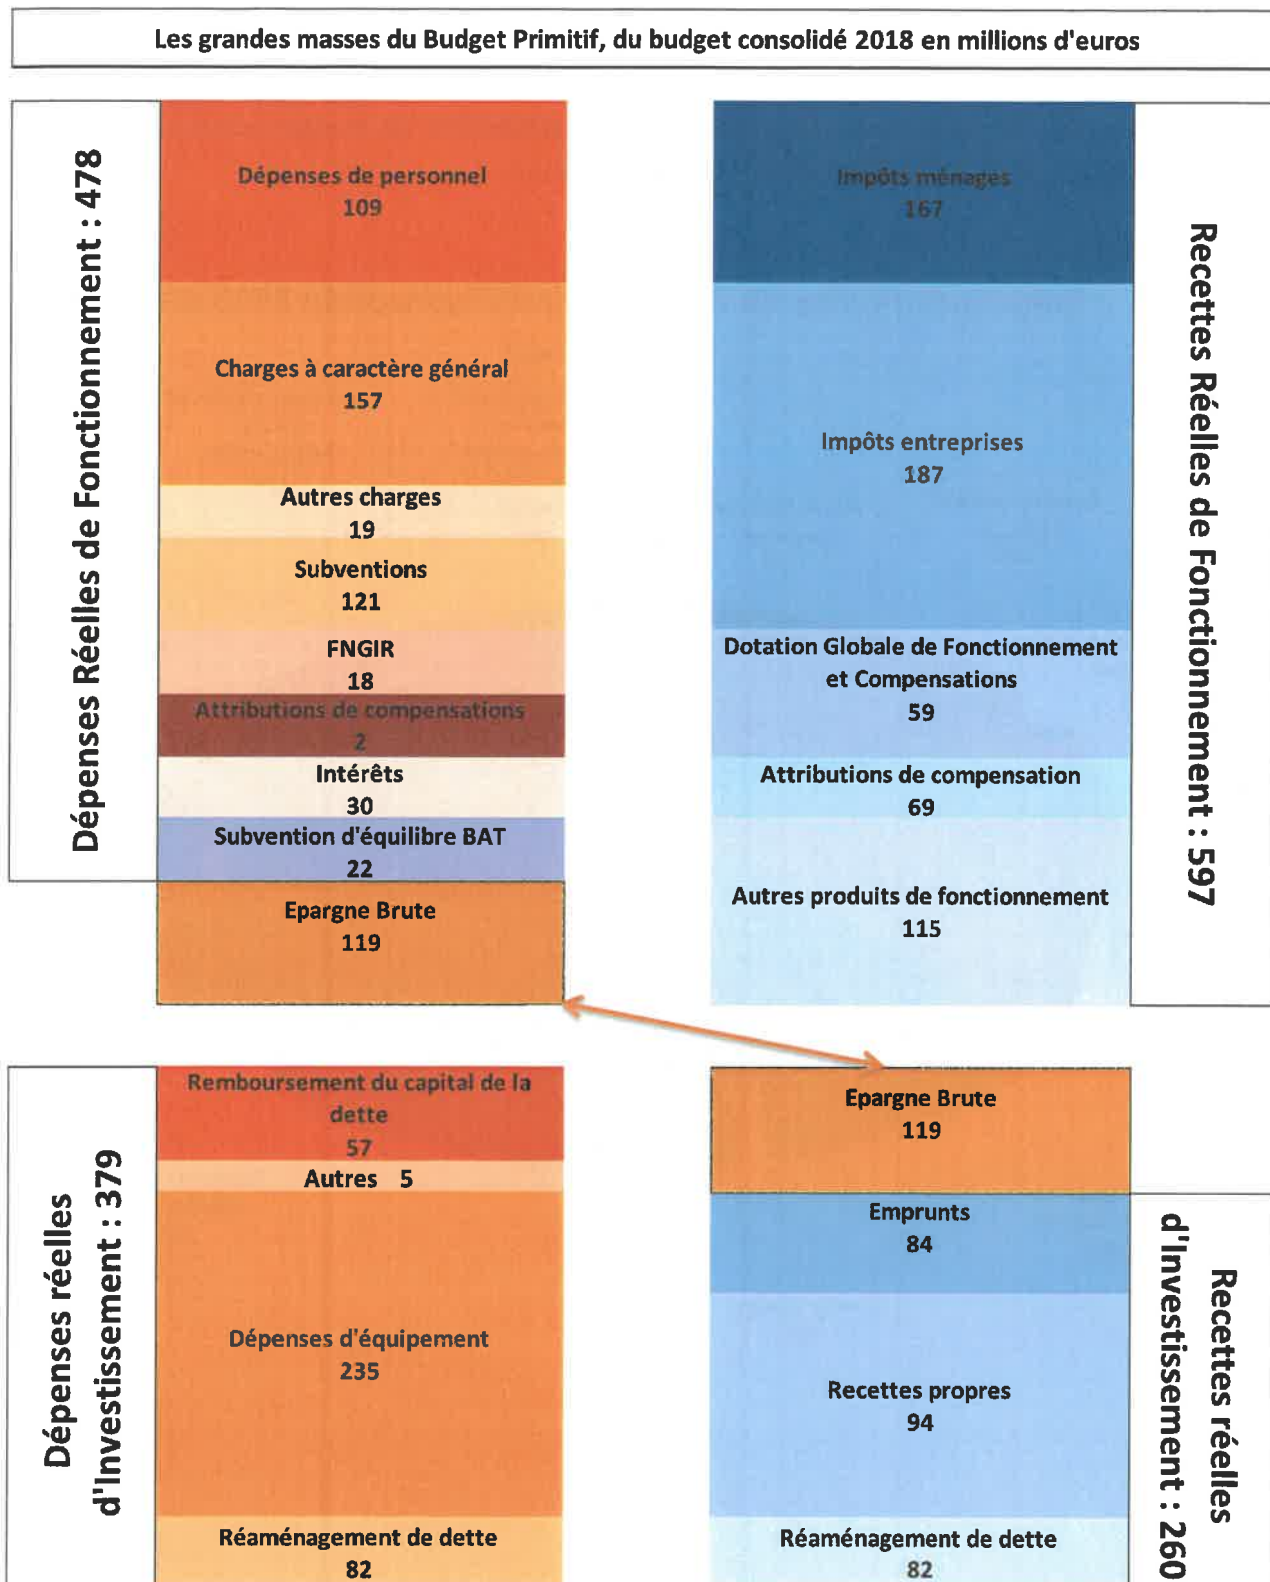 Les grandes masses du Budget Primitif, du budget consolidé 2018 en millions d'euros
Dépenses Réelles de Fonctionnement : 478
Dépenses de personnel
109
Charges à caractère général
157
Autres charges
19
Subventions
121
FNGIR
18
Attributions de compensations
2
Intérêts
30
Subvention d'équilibre BAT
22
Epargne Brute
119
Impôts ménages
167
Impôts entreprises
187
Dotation Globale de Fonctionnement
et Compensations
59
Attributions de compensation
69
Autres produits de fonctionnement
115
Recettes Réelles de Fonctionnement : 597
Dépenses réelles
d'Investissement : 379
Remboursement du capital de la
dette
57
Autres 5
Dépenses d'équipement
235
Réaménagement de dette
82
Epargne Brute
119
Emprunts
84
Recettes propres
94
Réaménagement de dette
82
Recettes réelles
d'Investissement : 260